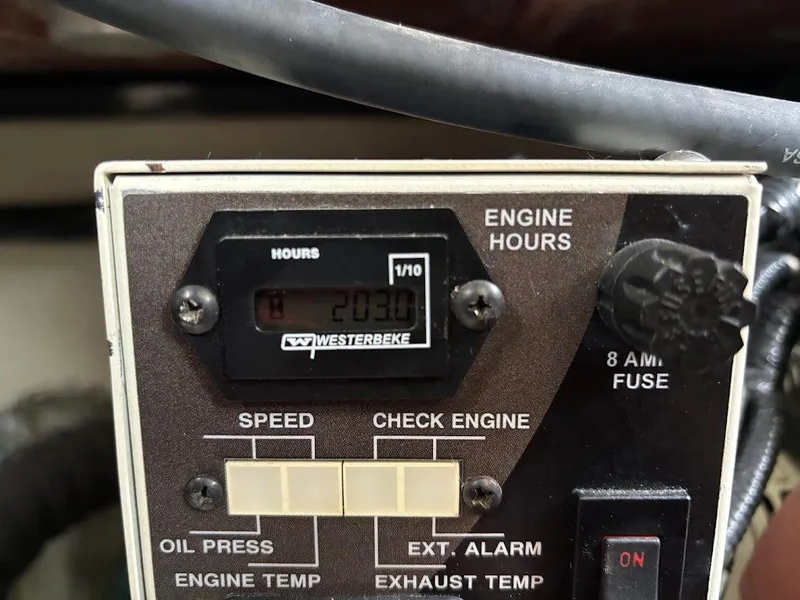 ENGINE
HOURS
HOURS
1/10
203.0
WESTERBEKE
8 AM
FUSE
SPEED
CHECK ENGINE
OIL PRESS
EXT. ALARM
ENGINE TEMP
EXHAUST TEMP
ON